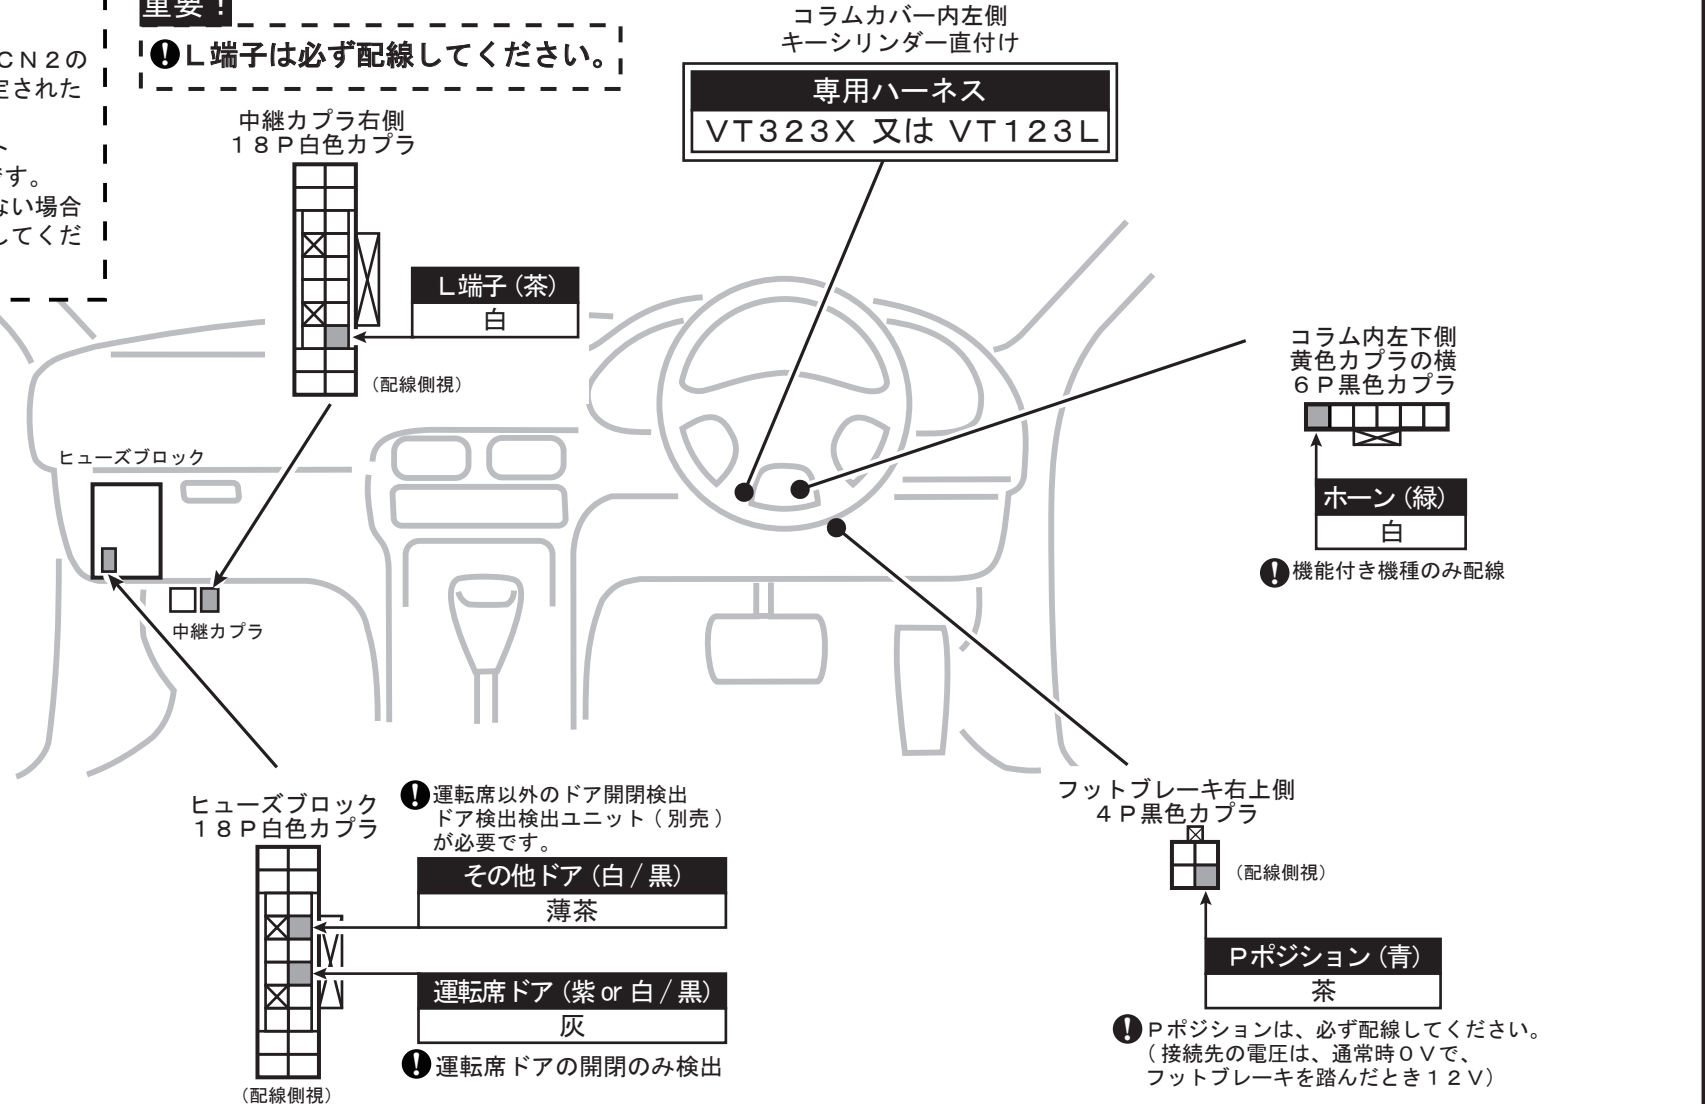 ＣＮ２の
定された
ト
です。
ない場合
してくだ
重要！
Ｌ端子は必ず配線してください。
コラムカバー内左側
キーシリンダー直付け
専用ハーネス
ＶＴ３２３Ｘ 又は ＶＴ１２３Ｌ
中継カプラ右側
１８Ｐ白色カプラ
Ｌ端子（茶）
白
（配線側視）
コラム内左下側
黄色カプラの横
６Ｐ黒色カプラ
ホーン（緑）
白
機能付き機種のみ配線
ヒューズブロック
中継カプラ
ヒューズブロック
１８Ｐ白色カプラ
運転席以外のドア開閉検出
ドア検出検出ユニット（別売）
が必要です。
その他ドア（白／黒）
薄茶
運転席ドア（紫 or 白／黒）
灰
運転席ドアの開閉のみ検出
（配線側視）
フットブレーキ右上側
４Ｐ黒色カプラ
（配線側視）
Ｐポジション（青）
茶
Ｐポジションは、必ず配線してください。
（接続先の電圧は、通常時０Ｖで、
フットブレーキを踏んだとき１２Ｖ）